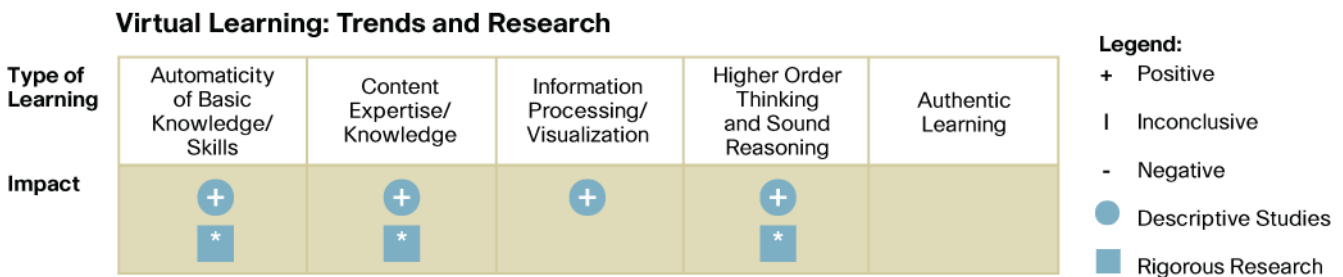 Virtual Learning: Trends and Research
Type of
Learning
Automaticity
of Basic
Knowledge/
Skills
Content
Expertise/
Knowledge
Information
Processing/
Visualization
Higher Order
Thinking
and Sound
Reasoning
Authentic
Learning
Impact
+
+
+
+
*
*
*
Legend:
+ Positive
I Inconclusive
- Negative
Descriptive Studies
Rigorous Research